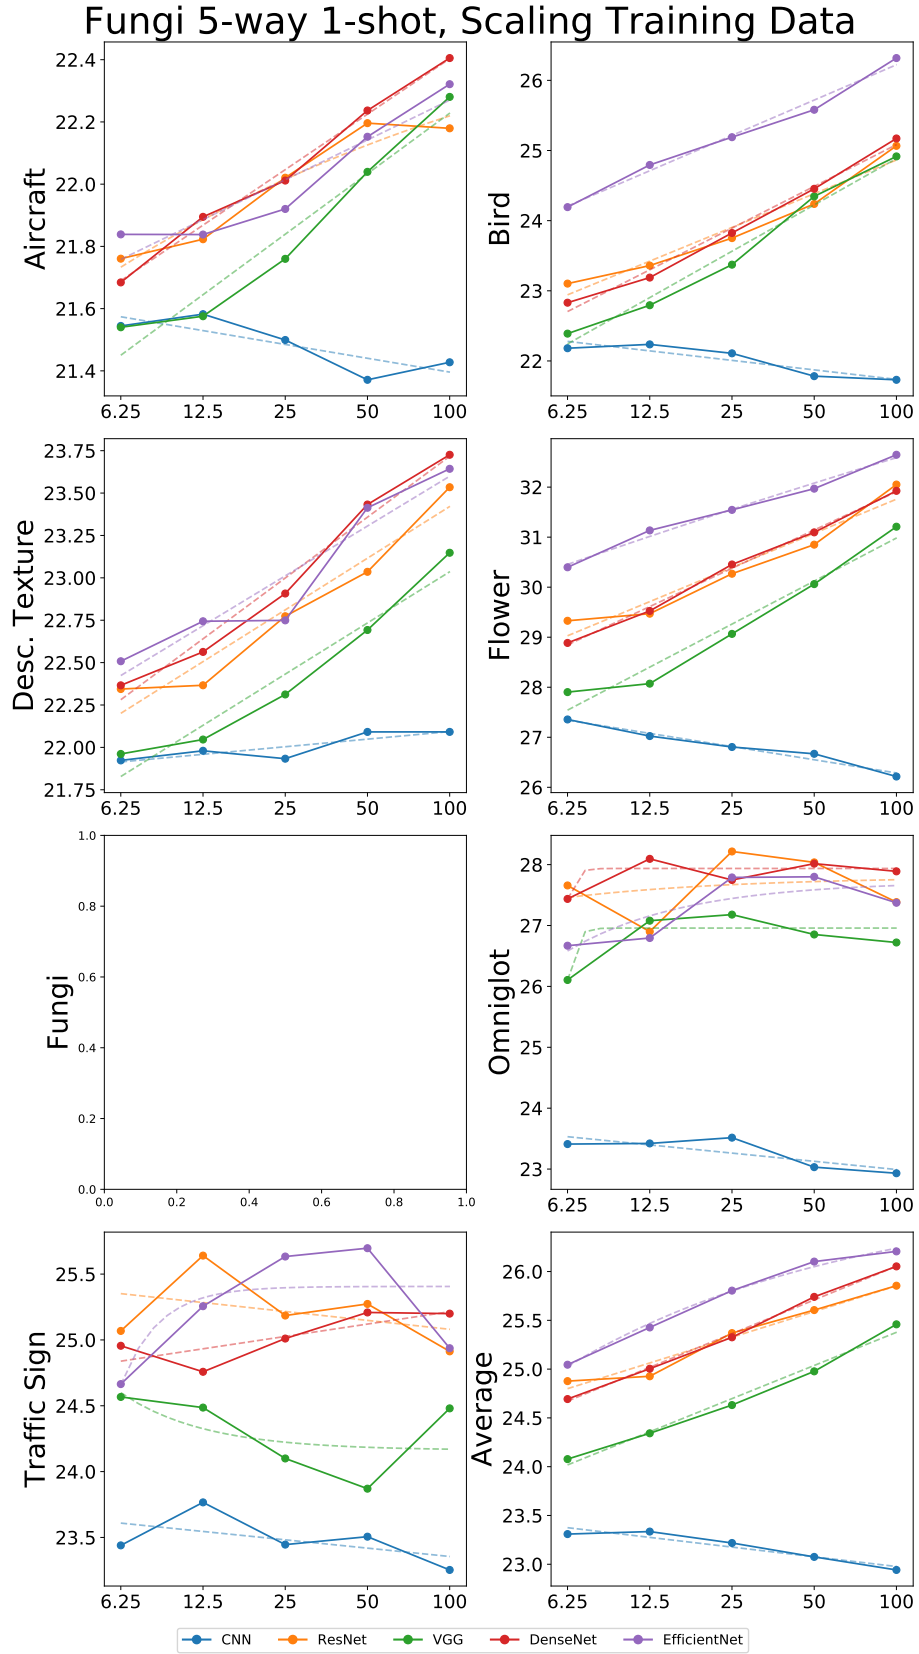 Fungi 5-way 1-shot, Scaling Training Data
Aircraft
22.4
22.2
22.0
21.8
21.6
21.4
6.25 12.5 25 50 100
Bird
26
25
24
23
22
6.25 12.5 25 50 100
Desc. Texture
23.75
23.50
23.25
23.00
22.75
22.50
22.25
22.00
21.75
6.25 12.5 25 50 100
Flower
32
31
30
29
28
27
26
6.25 12.5 25 50 100
Fungi
1.0
0.8
0.6
0.4
0.2
0.0
0.0 0.2 0.4 0.6 0.8 1.0
Omniglot
28
27
26
25
24
23
6.25 12.5 25 50 100
Traffic Sign
25.5
25.0
24.5
24.0
23.5
6.25 12.5 25 50 100
Average
26.0
25.5
25.0
24.5
24.0
23.5
23.0
6.25 12.5 25 50 100
CNN ResNet VGG DenseNet EfficientNet